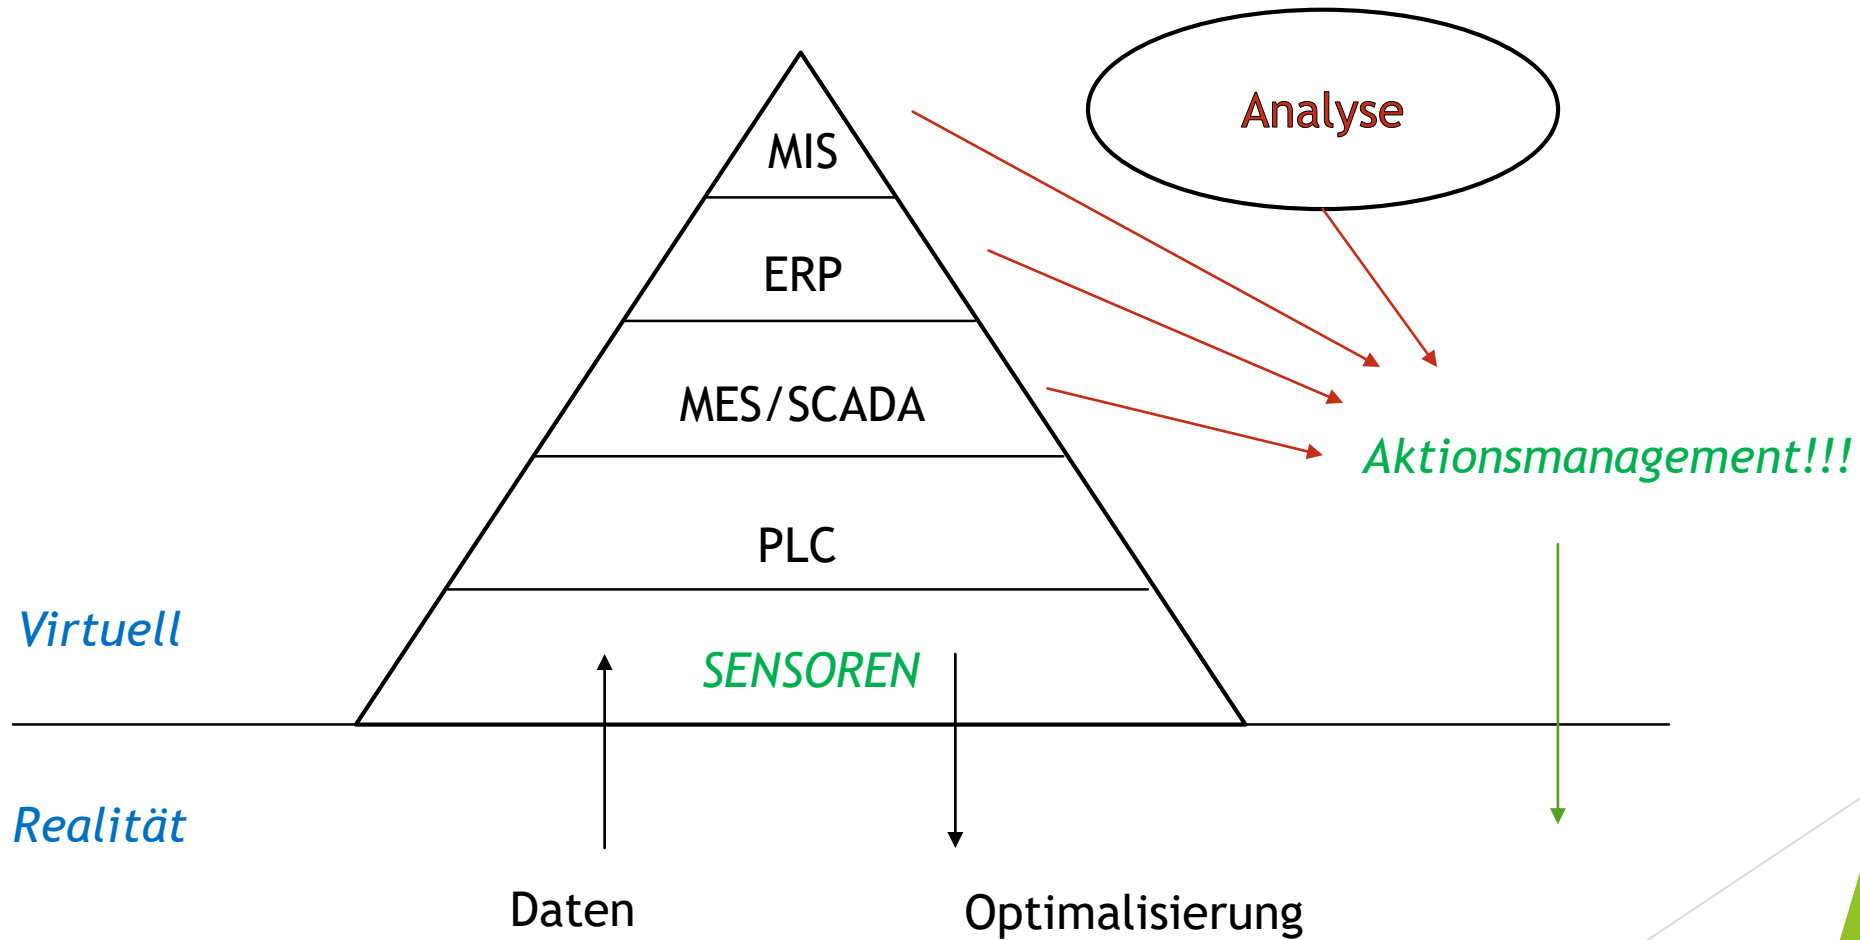 Analyse
MIS
ERP
MES/SCADA
Aktionsmanagement!!!
PLC
Virtuell
SENSOREN
Realität
Daten
Optimalisierung